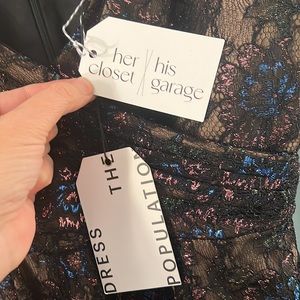 her / his
closet / garage
DRESS THE
POPULATION